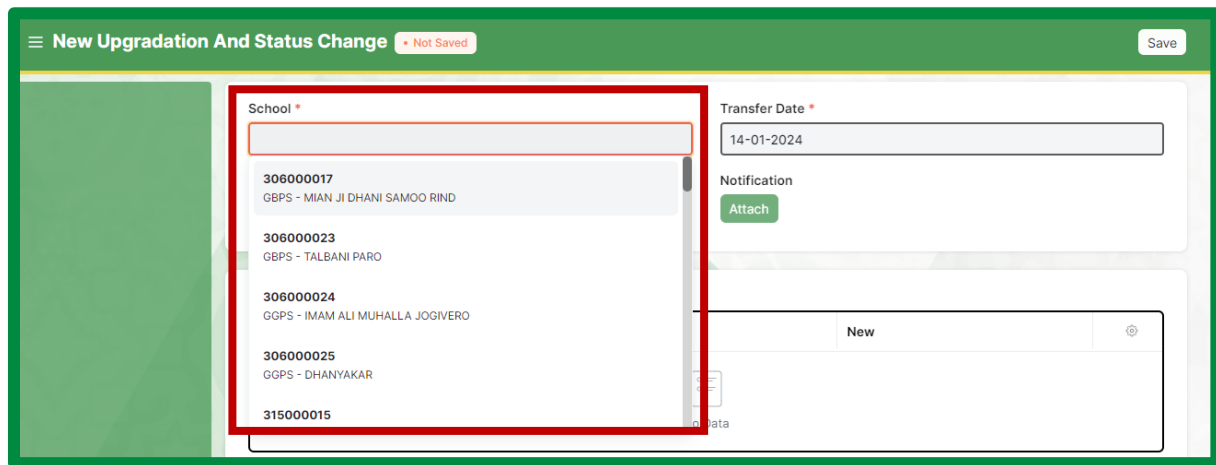 New Upgradation And Status Change
• Not Saved
Save
School *
Transfer Date *
14-01-2024
306000017
GBPS - MIAN JI DHANI SAMOO RIND
Notification
Attach
306000023
GBPS - TALBANI PARO
306000024
GGPS - IMAM ALI MUHALLA JOGIVERO
306000025
GGPS - DHANYAKAR
315000015
New
Data